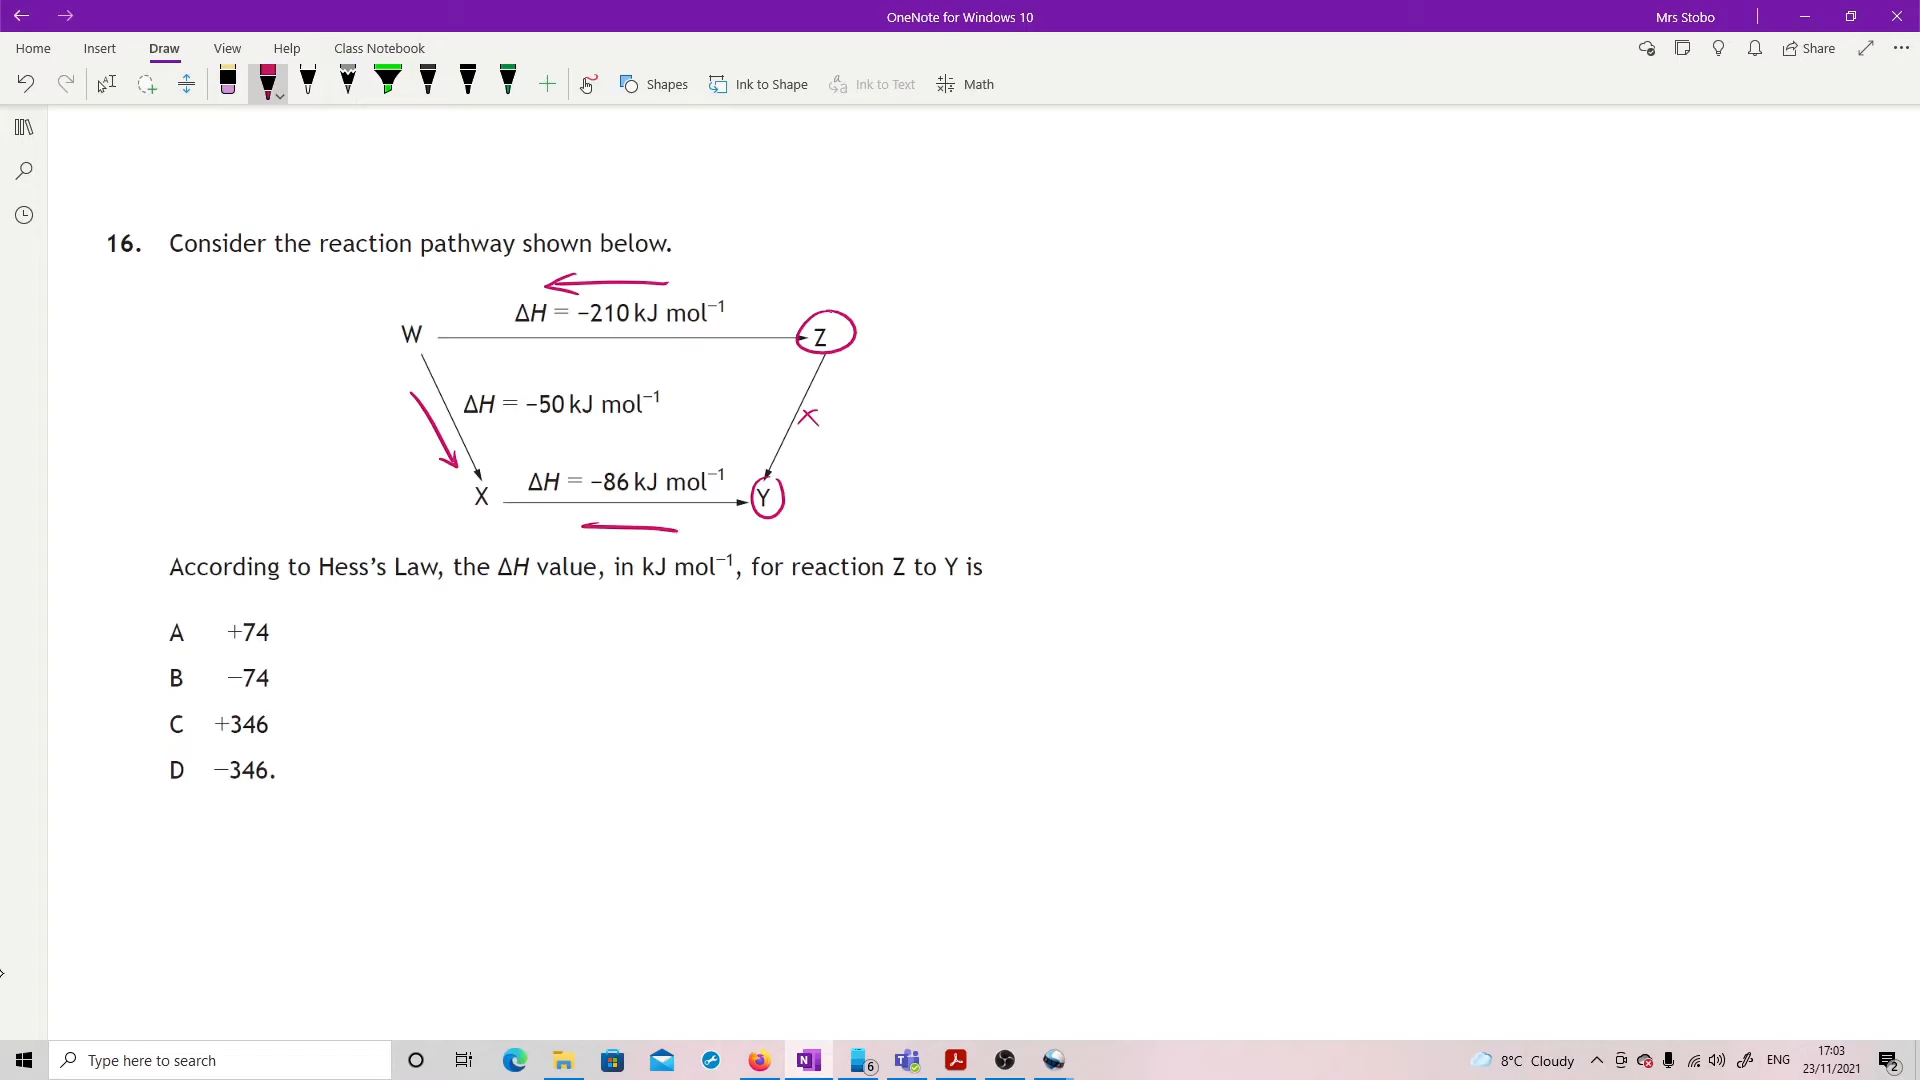 OneNote for Windows 10
Mrs Stobo
Home Insert Draw View Help Class Notebook
Share
Shapes Ink to Shape Ink to Text Math
16. Consider the reaction pathway shown below.
ΔH = −210 kJ mol⁻¹
W Z
ΔH = −50 kJ mol⁻¹
×
ΔH = −86 kJ mol⁻¹
X Y
According to Hess’s Law, the ΔH value, in kJ mol⁻¹, for reaction Z to Y is
A +74
B −74
C +346
D −346.
Type here to search
6
8°C Cloudy
ENG
17:03
23/11/2021
2